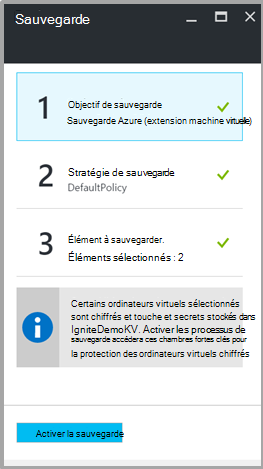 Sauvegarde
1
Objectif de sauvegarde
Sauvegarde Azure (extension machine virtuelle)
2
Stratégie de sauvegarde
DefaultPolicy
3
Élément à sauvegarder.
Éléments sélectionnés : 2
Certains ordinateurs virtuels sélectionnés
sont chiffrés et touche et secrets stockés dans
IgniteDemoKV. Activer les processus de
sauvegarde accédera ces chambres fortes clés pour
la protection des ordinateurs virtuels chiffrés
Activer la sauvegarde